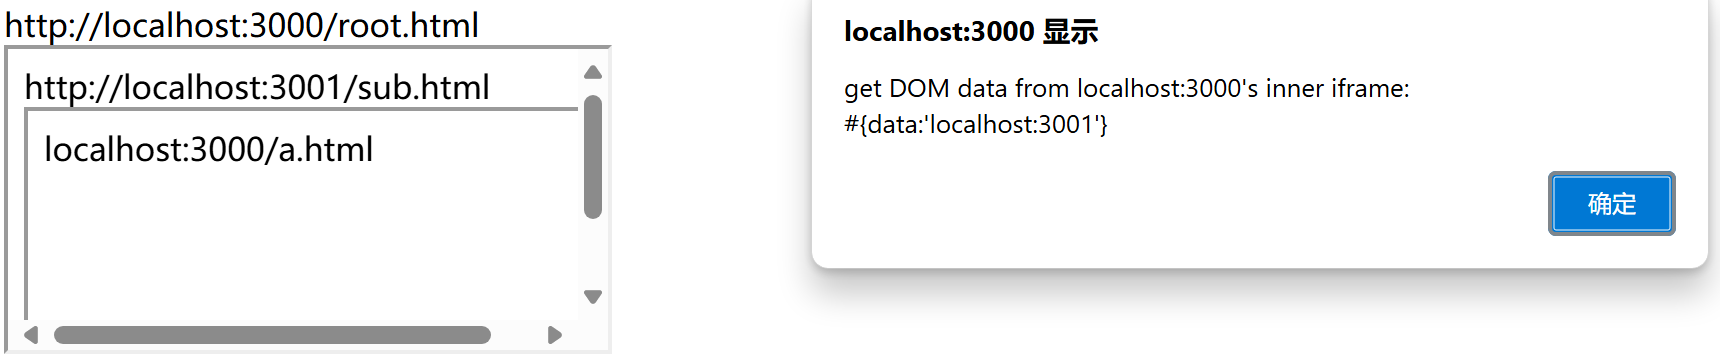 http://localhost:3000/root.html
http://localhost:3001/sub.html
localhost:3000/a.html
localhost:3000 显示
get DOM data from localhost:3000's inner iframe:
#{data:'localhost:3001'}
确定